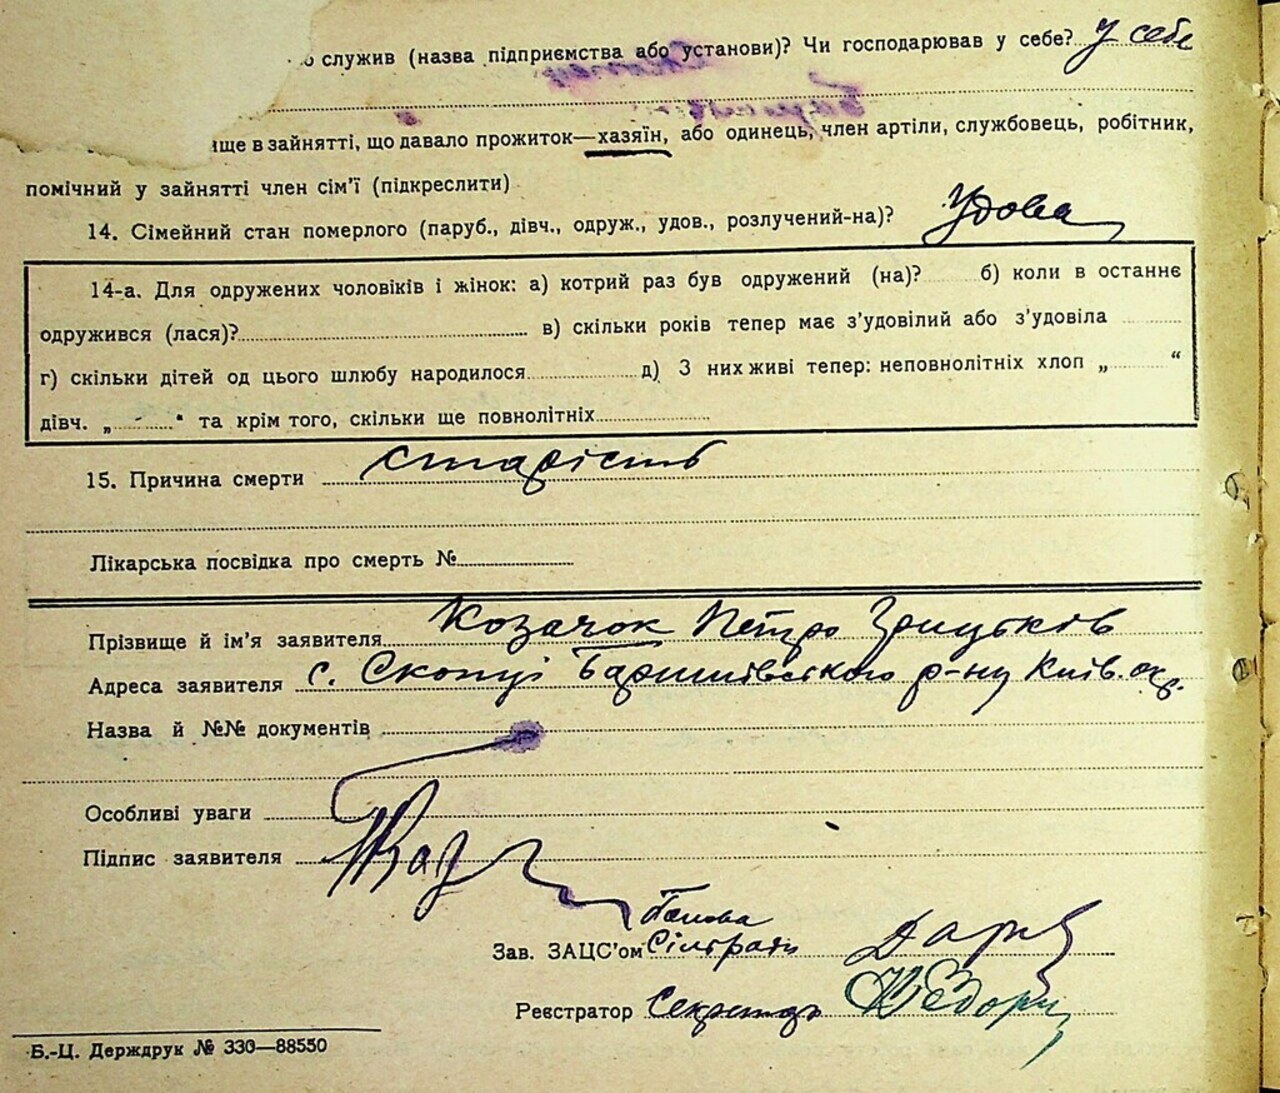 служив (назва підприємства або установи)? Чи господарював у себе? у себе
ище в зайнятті, що давало прожиток—хазяїн, або одинець, член артіли, службовець, робітник,
помічний у зайнятті член сім'ї (підкреслити)
14. Сімейний стан померлого (паруб., дівч., одруж., удов., розлучений-на)? Удова
14-а. Для одружених чоловіків і жінок: а) котрий раз був одружений (на)? б) коли в останнє
одружився (лася)? в) скільки років тепер має з'удовілий або з'удовіла
г) скільки дітей од цього шлюбу народилося д) З них живі тепер: неповнолітніх хлоп „ “
дівч. „ “ та крім того, скільки ще повнолітніх
15. Причина смерти старість
Лікарська посвідка про смерть №
Прізвище й ім'я заявителя Козачок Петро Грицьків
Адреса заявителя с. Скопці Баришівського р-ну Київ. окр.
Назва й №№ документів
Особливі уваги
Підпис заявителя
Голова
Зав. ЗАЦС'ом Сільради
Реєстратор Секретар
Б.-Ц. Держдрук № 330—88550